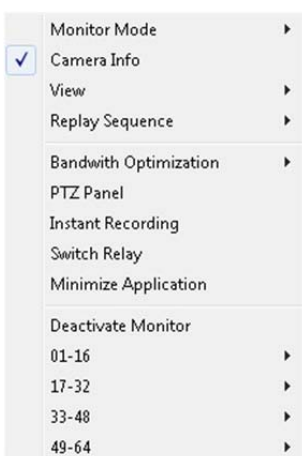 Monitor Mode
Camera Info
View
Replay Sequence
Bandwith Optimization
PTZ Panel
Instant Recording
Switch Relay
Minimize Application
Deactivate Monitor
01-16
17-32
33-48
49-64